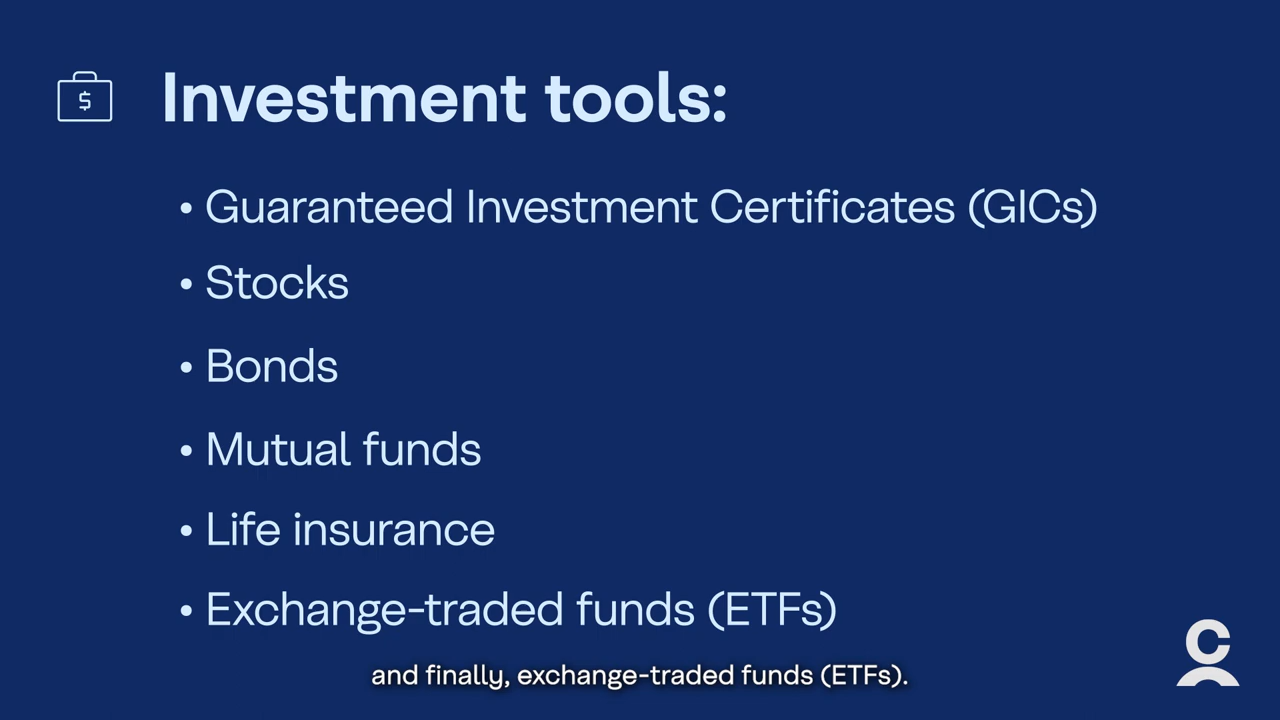 Investment tools:
• Guaranteed Investment Certificates (GICs)
• Stocks
• Bonds
• Mutual funds
• Life insurance
• Exchange-traded funds (ETFs)
and finally, exchange-traded funds (ETFs).
$
C